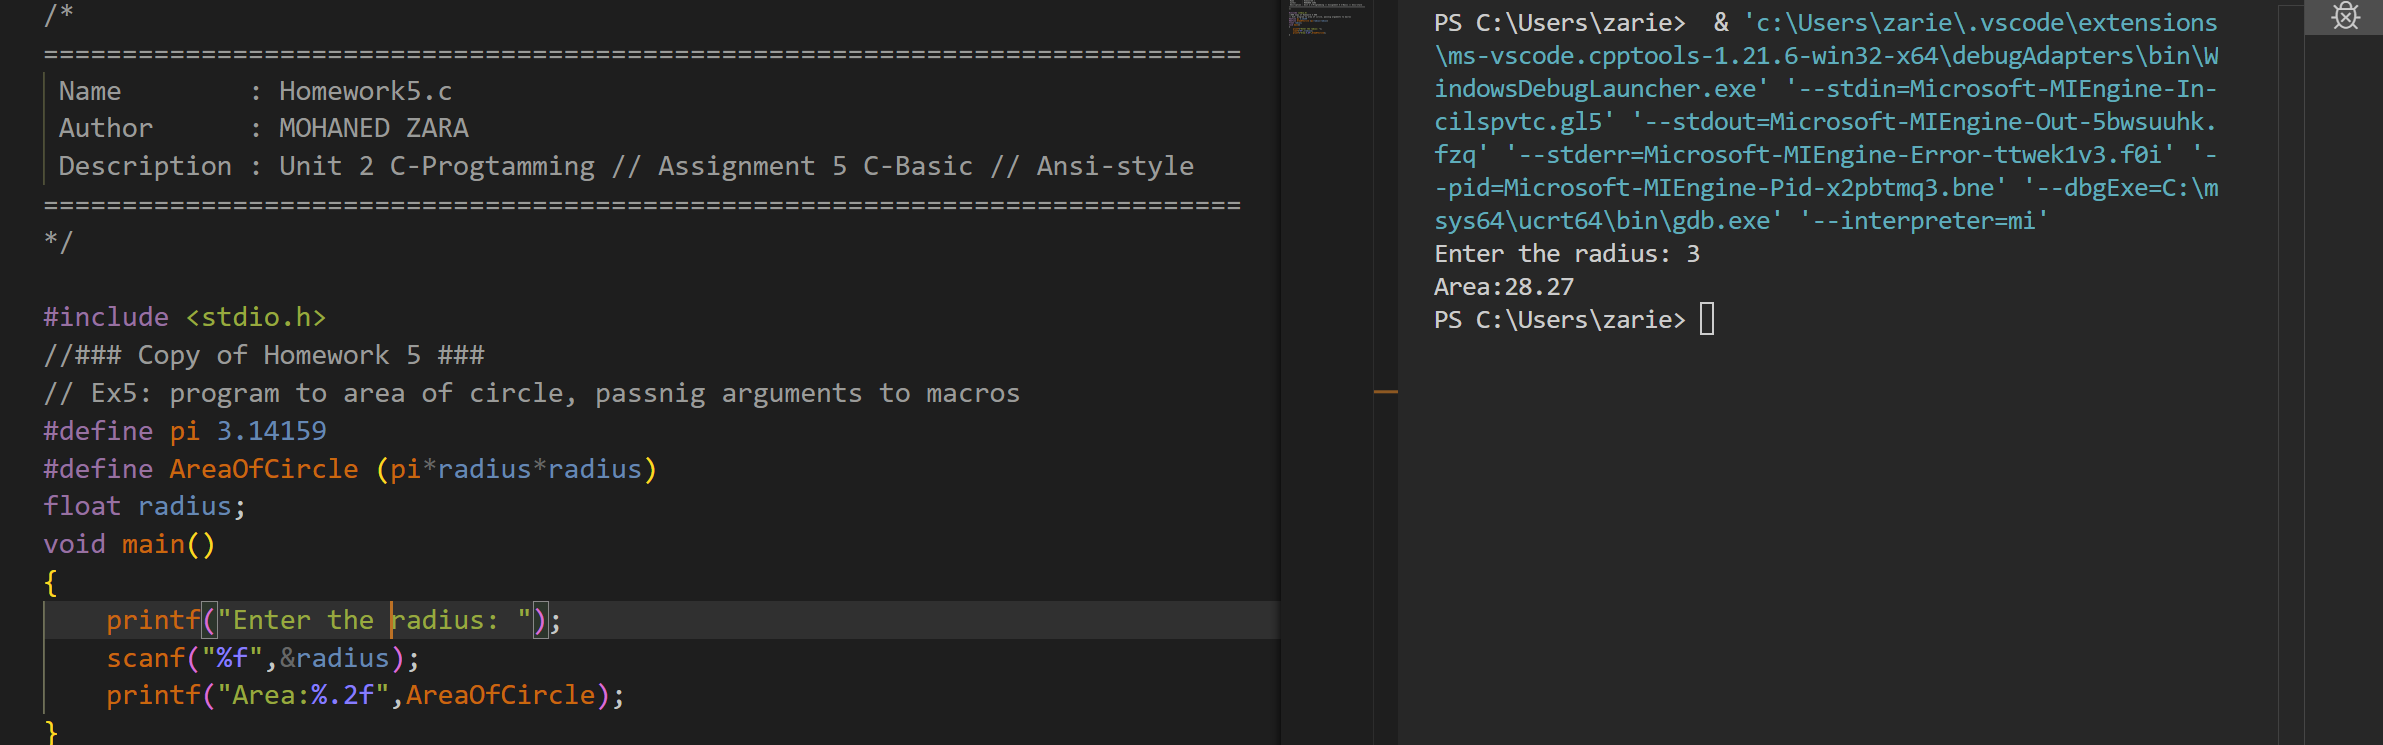 /*
============================================================================
Name        : Homework5.c
Author      : MOHANED ZARA
Description : Unit 2 C-Progtamming // Assignment 5 C-Basic // Ansi-style
============================================================================
*/
#include <stdio.h>
//### Copy of Homework 5 ###
// Ex5: program to area of circle, passnig arguments to macros
#define pi 3.14159
#define AreaOfCircle (pi*radius*radius)
float radius;
void main()
{
    printf("Enter the radius: ");
    scanf("%f",&radius);
    printf("Area:%.2f",AreaOfCircle);
}
PS C:\Users\zarie>  & 'c:\Users\zarie\.vscode\extensions
\ms-vscode.cpptools-1.21.6-win32-x64\debugAdapters\bin\W
indowsDebugLauncher.exe' '--stdin=Microsoft-MIEngine-In-
cilspvtc.gl5' '--stdout=Microsoft-MIEngine-Out-5bwsuuhk.
fzq' '--stderr=Microsoft-MIEngine-Error-ttwek1v3.f0i' '-
-pid=Microsoft-MIEngine-Pid-x2pbtmq3.bne' '--dbgExe=C:\m
sys64\ucrt64\bin\gdb.exe' '--interpreter=mi'
Enter the radius: 3
Area:28.27
PS C:\Users\zarie>